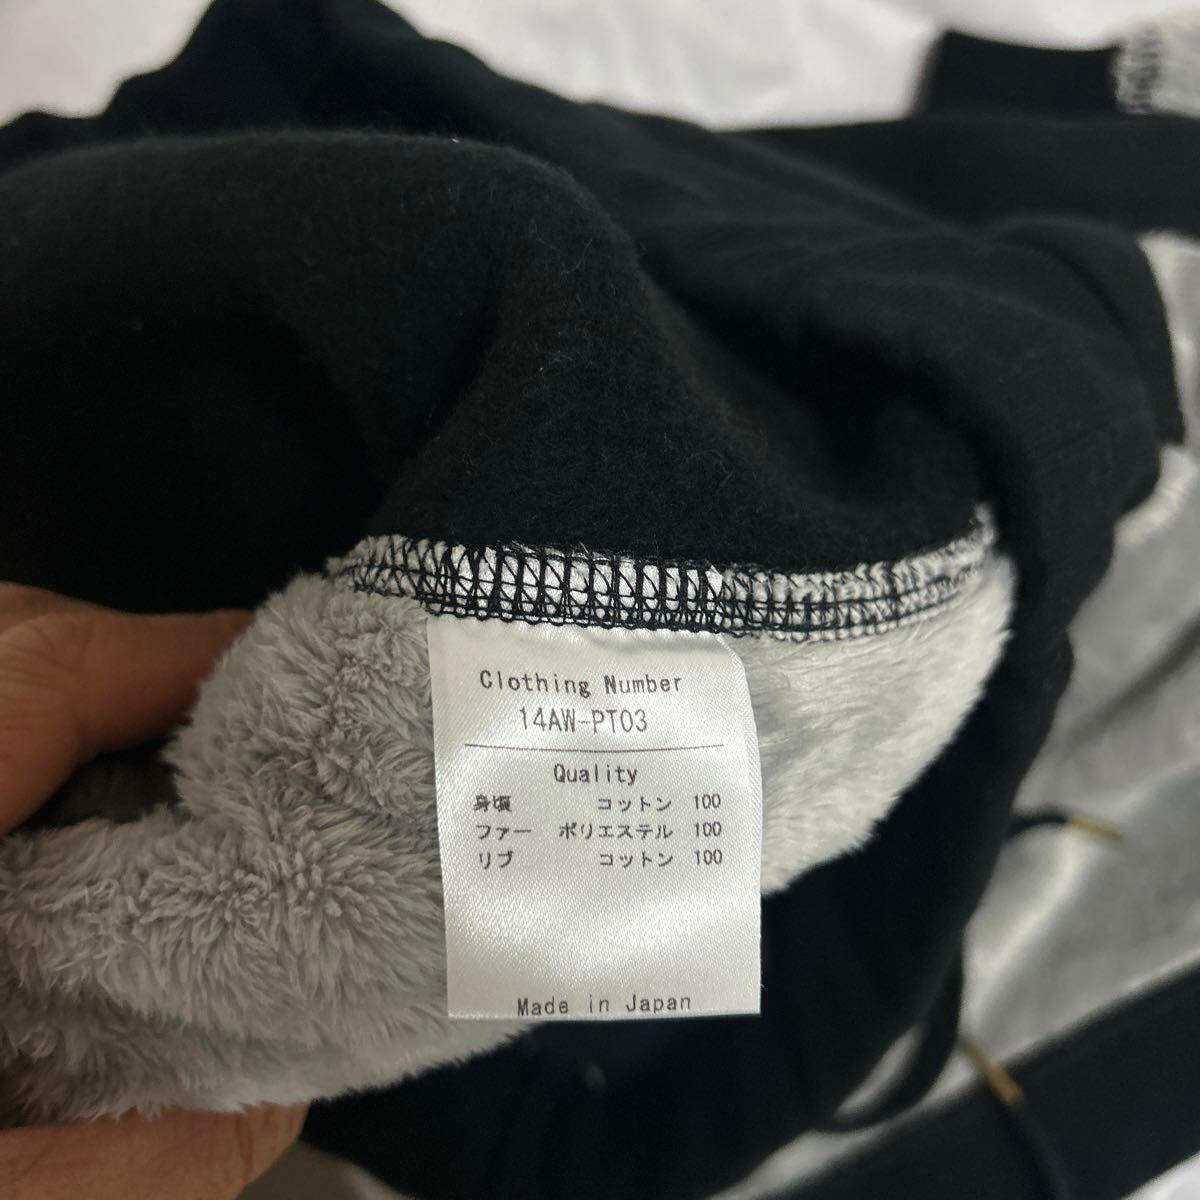 Clothing Number
14AW-PT03
Quality
身頃 コットン 100
ファー ポリエステル 100
リブ コットン 100
Made in Japan